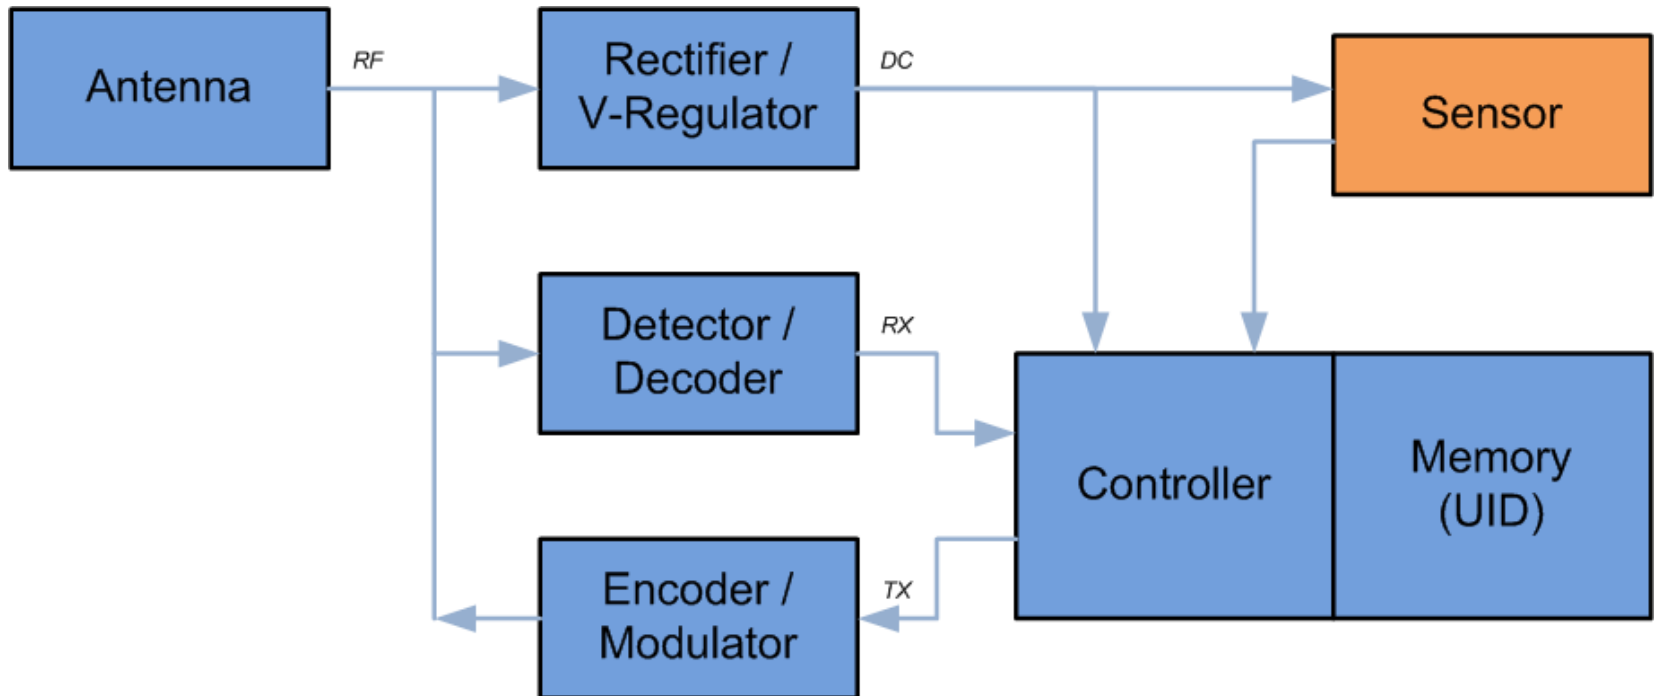 Antenna
RF
Rectifier /
V-Regulator
DC
Sensor
Detector /
Decoder
RX
Controller
Memory
(UID)
Encoder /
Modulator
TX